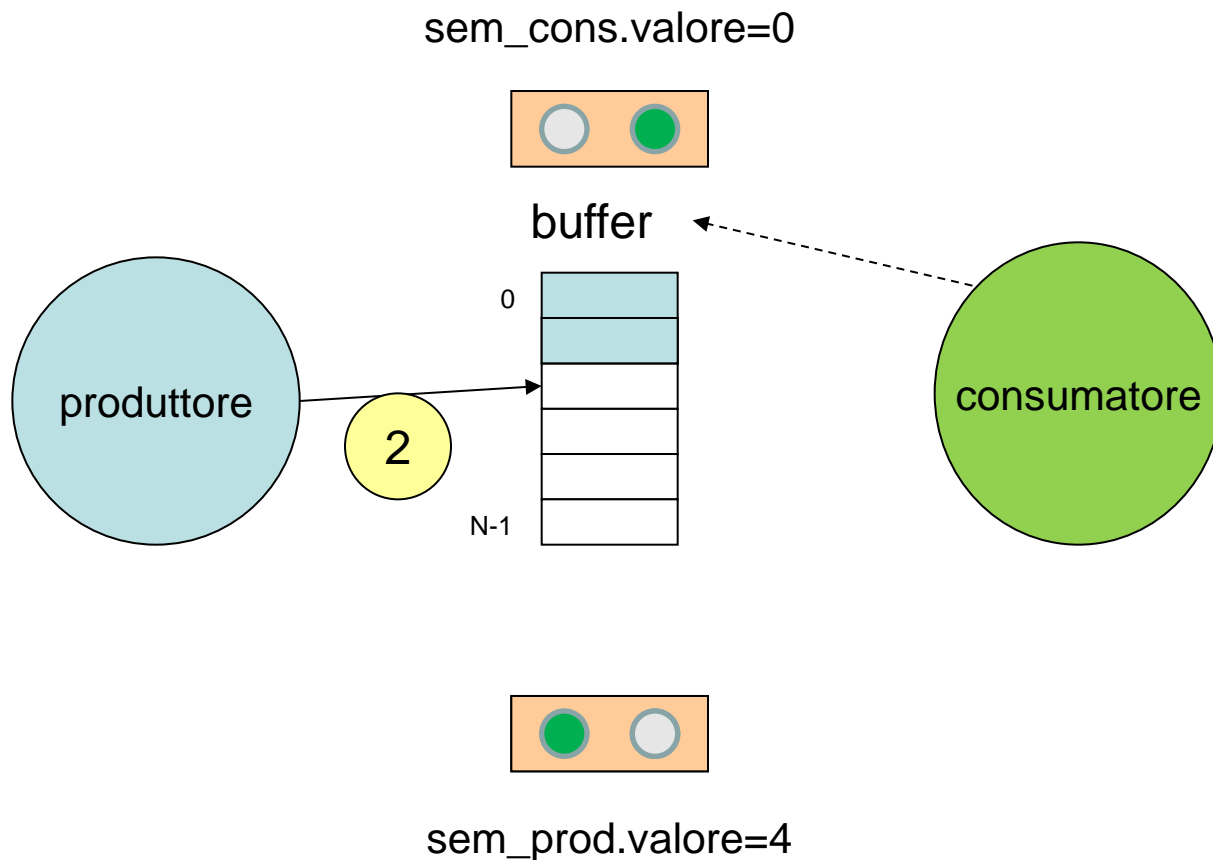 sem_cons.valore=0
buffer
0
produttore
consumatore
2
N-1
sem_prod.valore=4